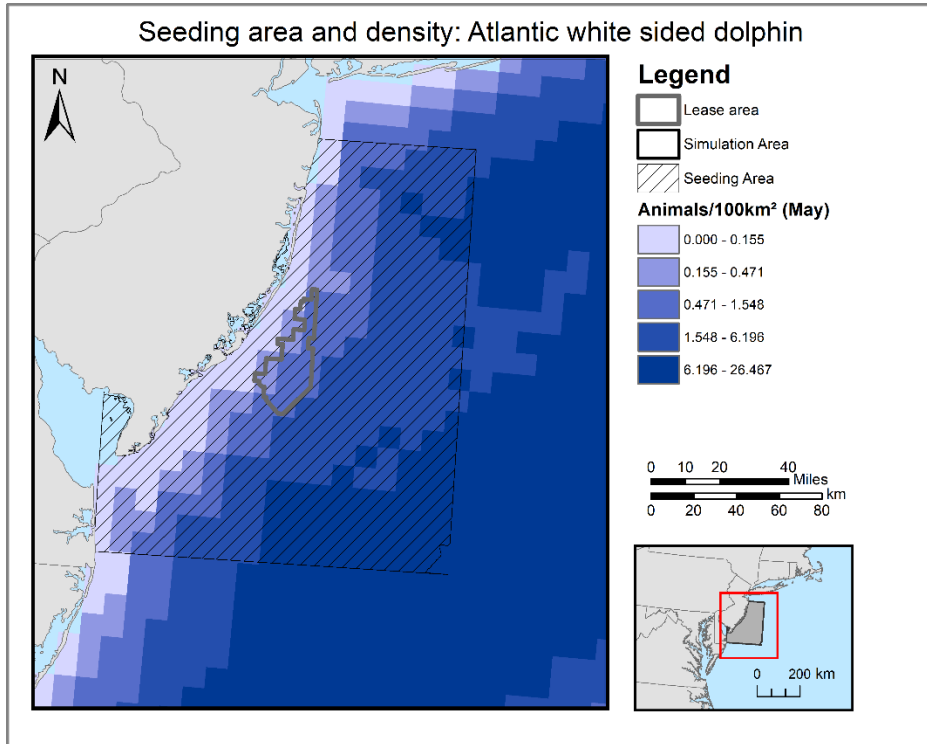 Seeding area and density: Atlantic white sided dolphin
N
Legend
Lease area
Simulation Area
Seeding Area
Animals/100km² (May)
0.000 - 0.155
0.155 - 0.471
0.471 - 1.548
1.548 - 6.196
6.196 - 26.467
0 10 20 40
Miles
km
0 20 40 60 80
0 200 km